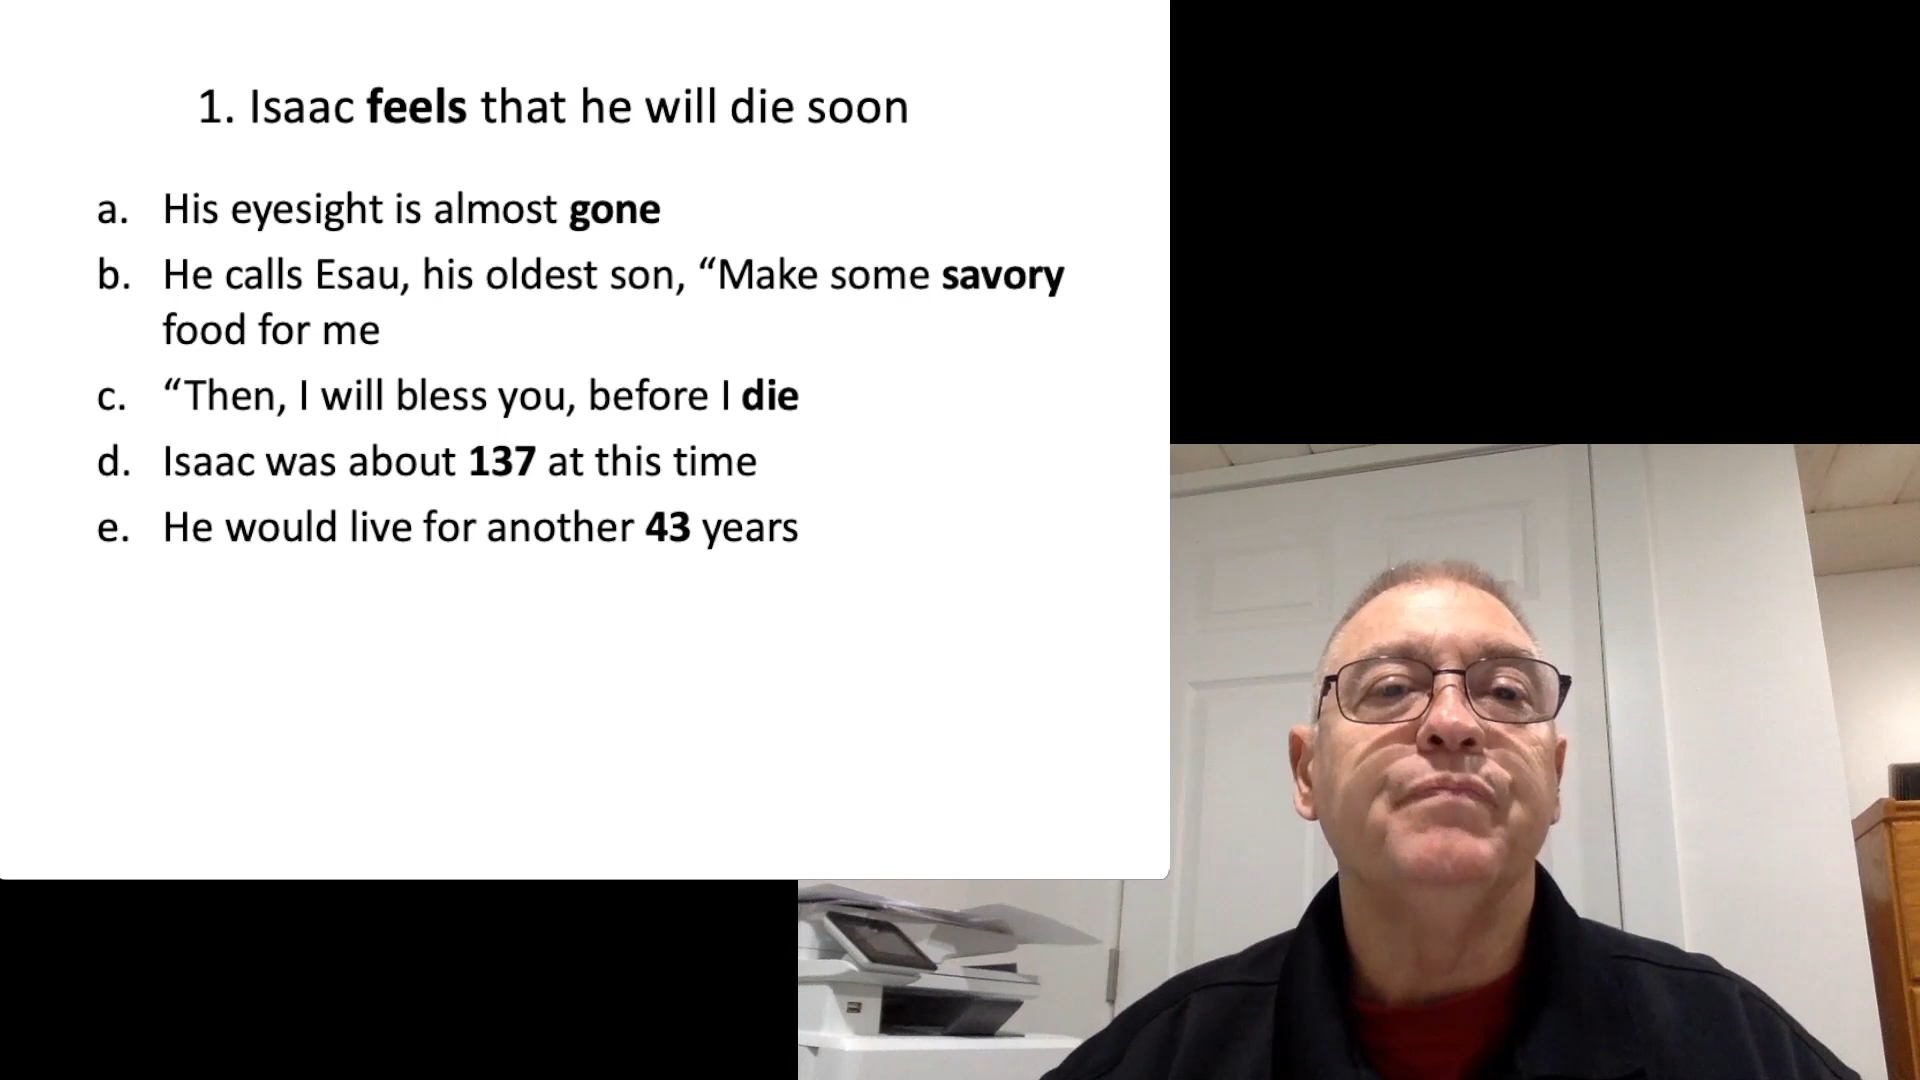 1. Isaac feels that he will die soon
a. His eyesight is almost gone
b. He calls Esau, his oldest son, “Make some savory
food for me
c. “Then, I will bless you, before I die
d. Isaac was about 137 at this time
e. He would live for another 43 years